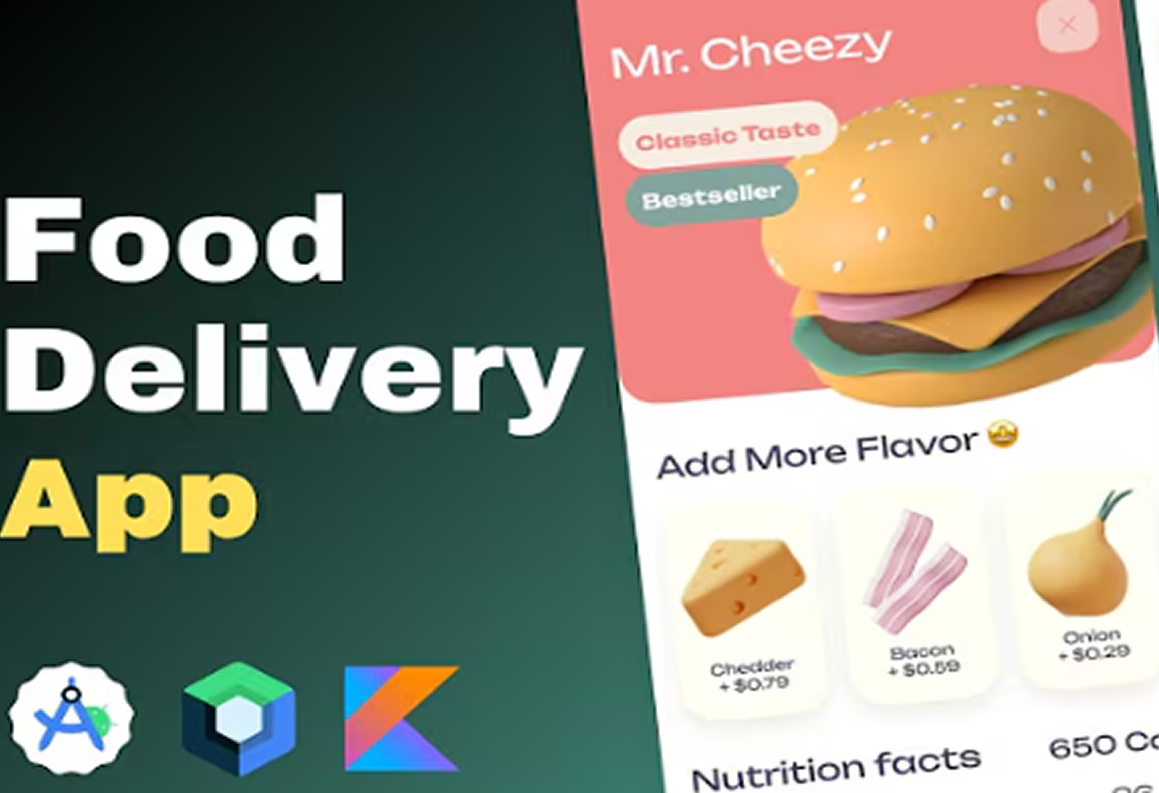 Food
Delivery
App
Mr. Cheezy
Classic Taste
Bestseller
Add More Flavor 🤩
Chedder
+ $0.79
Bacon
+ $0.59
Onion
+ $0.29
Nutrition facts
650